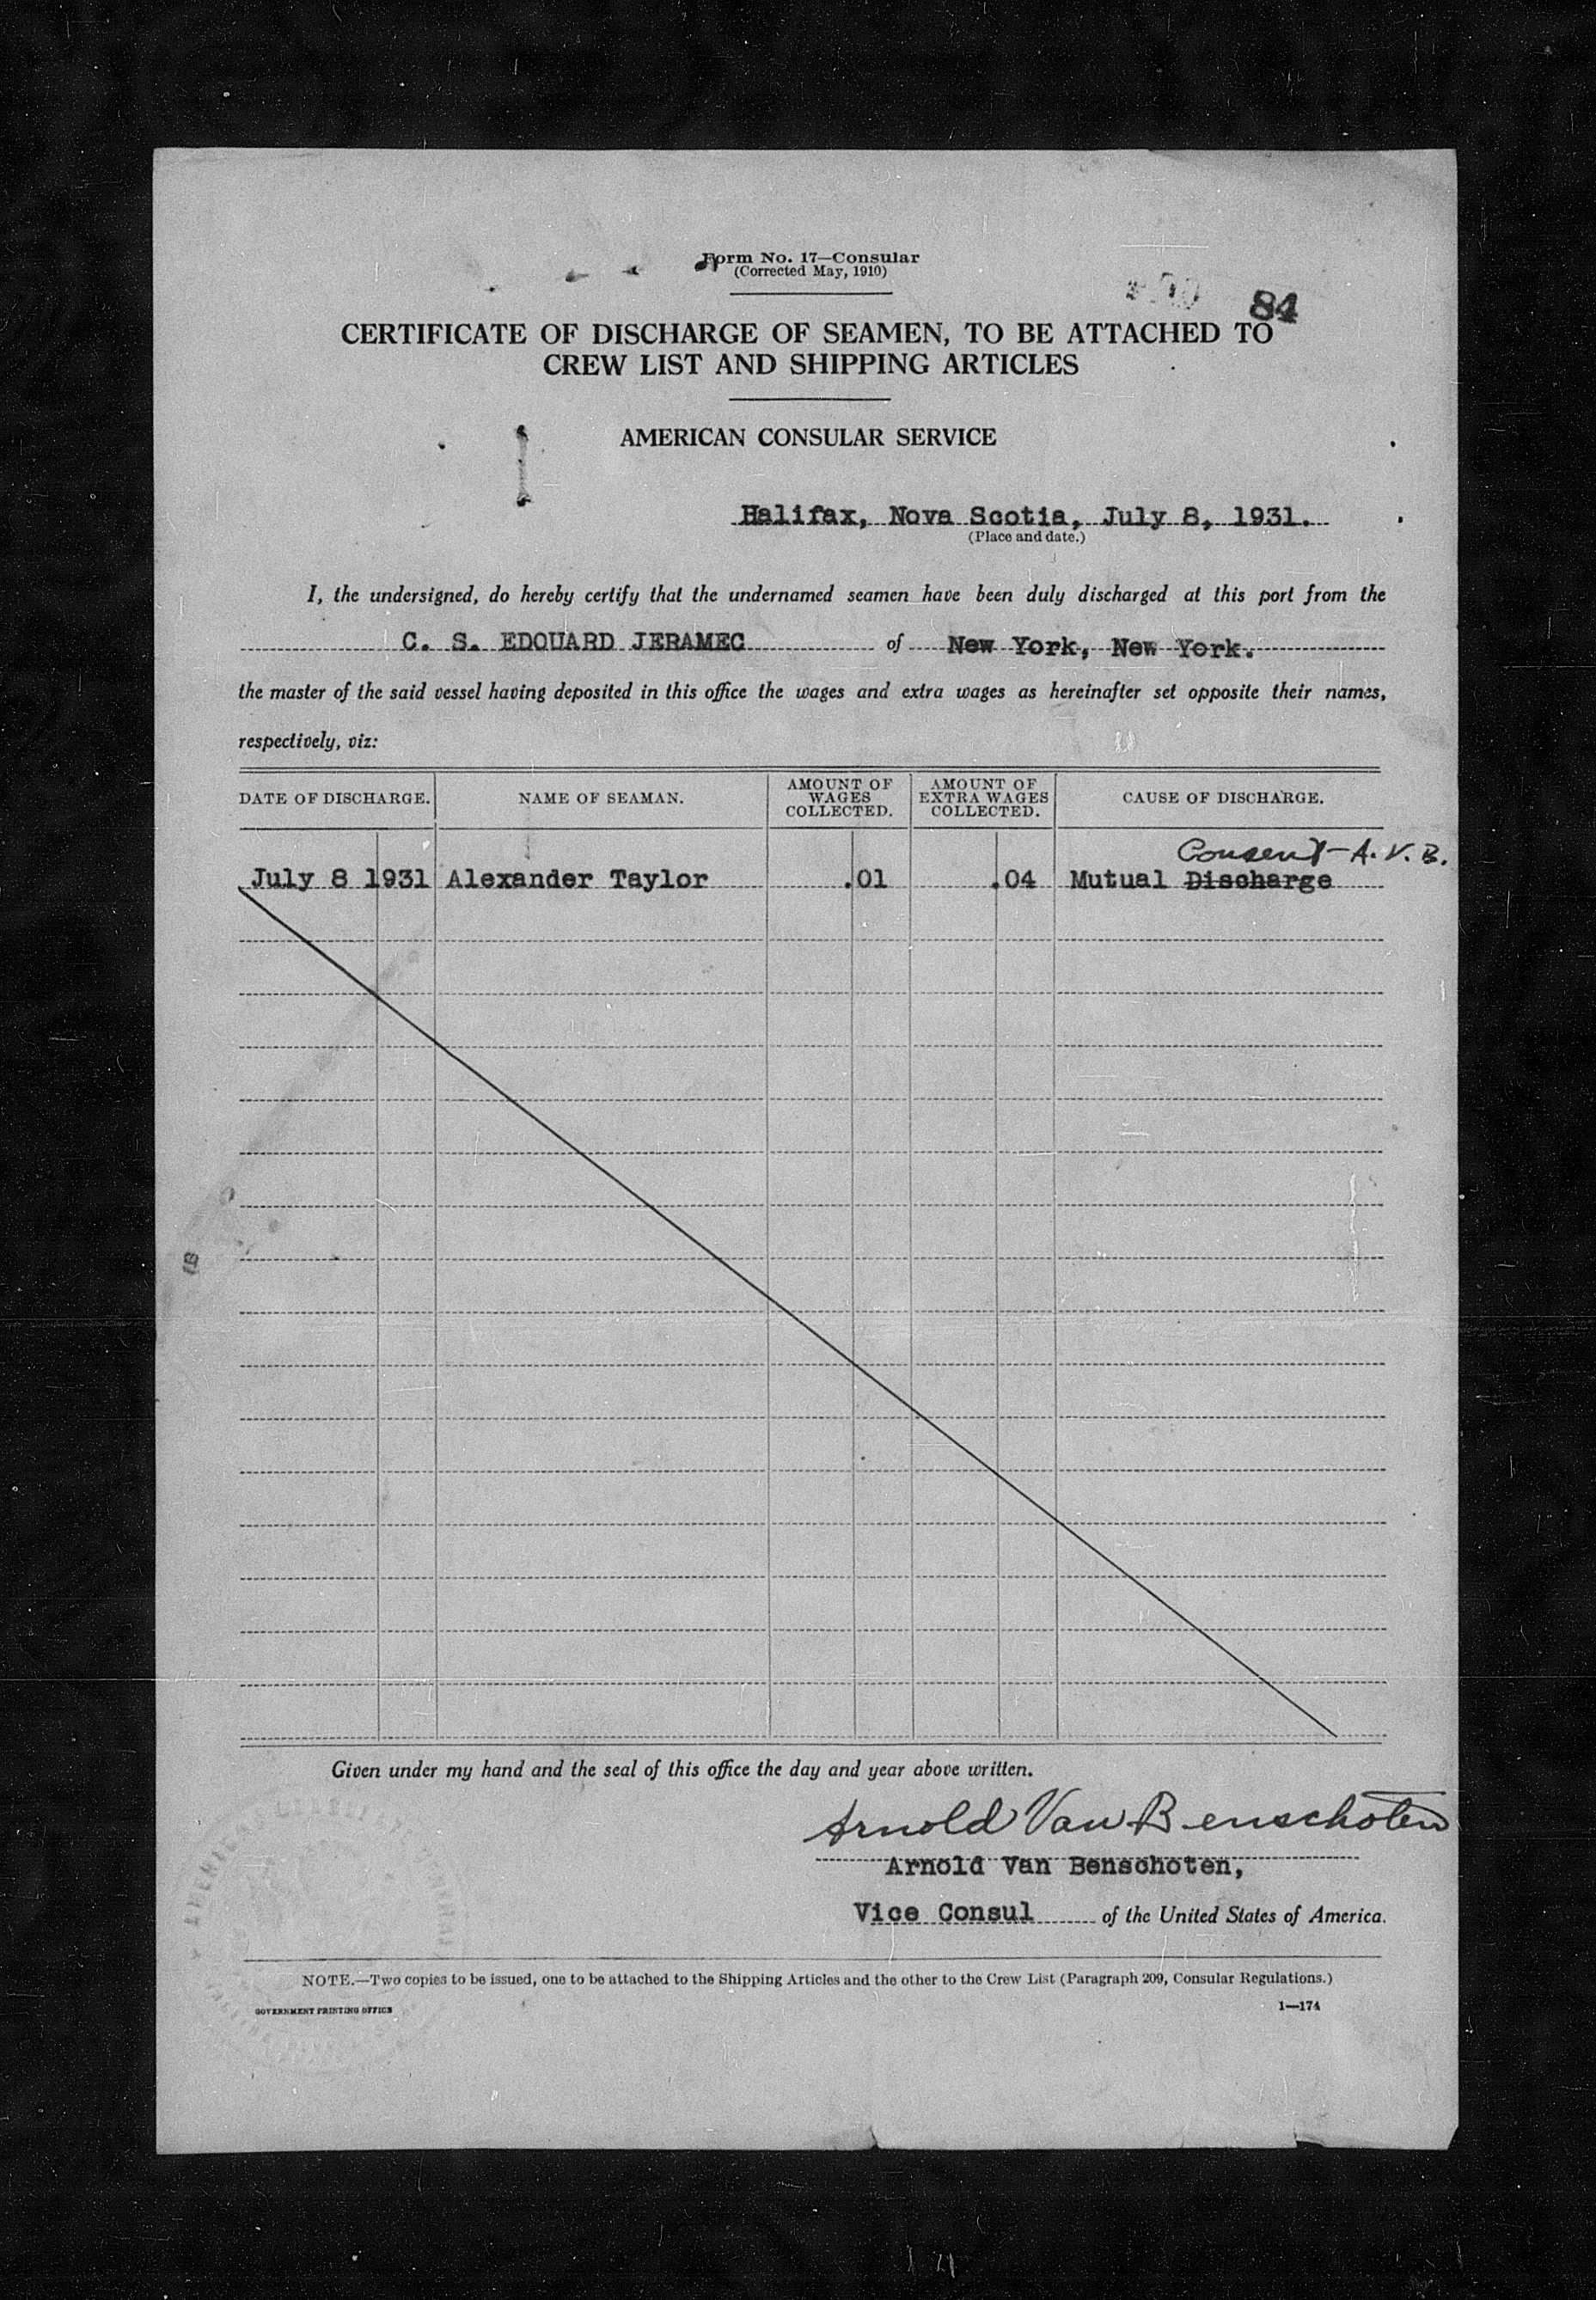 Form No. 17—Consular
(Corrected May, 1910)
84
CERTIFICATE OF DISCHARGE OF SEAMEN, TO BE ATTACHED TO
CREW LIST AND SHIPPING ARTICLES
AMERICAN CONSULAR SERVICE
Halifax, Nova Scotia, July 8, 1931.
(Place and date.)
I, the undersigned, do hereby certify that the undernamed seamen have been duly discharged at this port from the
C. S. EDOUARD JERAMEC of New York, New York.
the master of the said vessel having deposited in this office the wages and extra wages as hereinafter set opposite their names,
respectively, viz:
DATE OF DISCHARGE. NAME OF SEAMAN. AMOUNT OF WAGES COLLECTED. AMOUNT OF EXTRA WAGES COLLECTED. CAUSE OF DISCHARGE.
Consent - A. V. B.
July 8 1931 Alexander Taylor .01 .04 Mutual Discharge
Given under my hand and the seal of this office the day and year above written.
Arnold Van Benschoten
Arnold Van Benschoten,
Vice Consul of the United States of America.
NOTE.—Two copies to be issued, one to be attached to the Shipping Articles and the other to the Crew List (Paragraph 209, Consular Regulations.)
GOVERNMENT PRINTING OFFICE 1—174